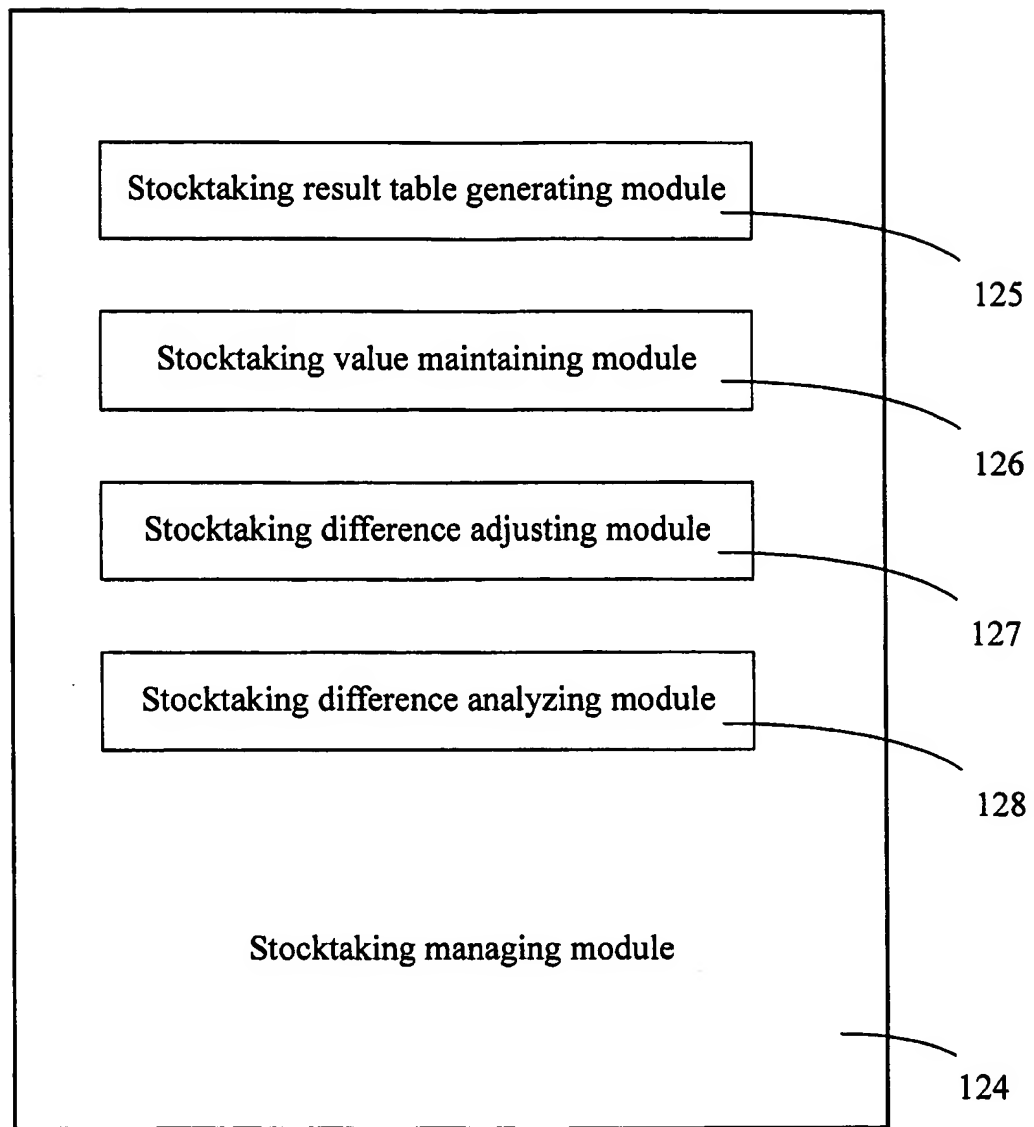 Stocktaking result table generating module
125
Stocktaking value maintaining module
126
Stocktaking difference adjusting module
127
Stocktaking difference analyzing module
128
Stocktaking managing module
124